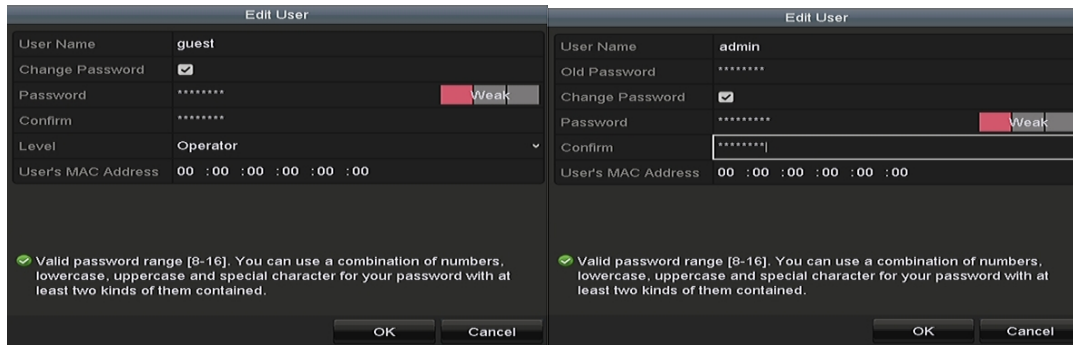 Edit User
User Name guest
Change Password
Password ******** Weak
Confirm ********
Level Operator
User's MAC Address 00 :00 :00 :00 :00 :00
Valid password range [8-16]. You can use a combination of numbers,
lowercase, uppercase and special character for your password with at
least two kinds of them contained.
OK Cancel
Edit User
User Name admin
Old Password ********
Change Password
Password ********* Weak
Confirm ********
User's MAC Address 00 :00 :00 :00 :00 :00
Valid password range [8-16]. You can use a combination of numbers,
lowercase, uppercase and special character for your password with at
least two kinds of them contained.
OK Cancel